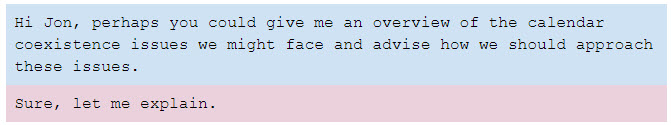 Hi Jon, perhaps you could give me an overview of the calendar
coexistence issues we might face and advise how we should approach
these issues.
Sure, let me explain.